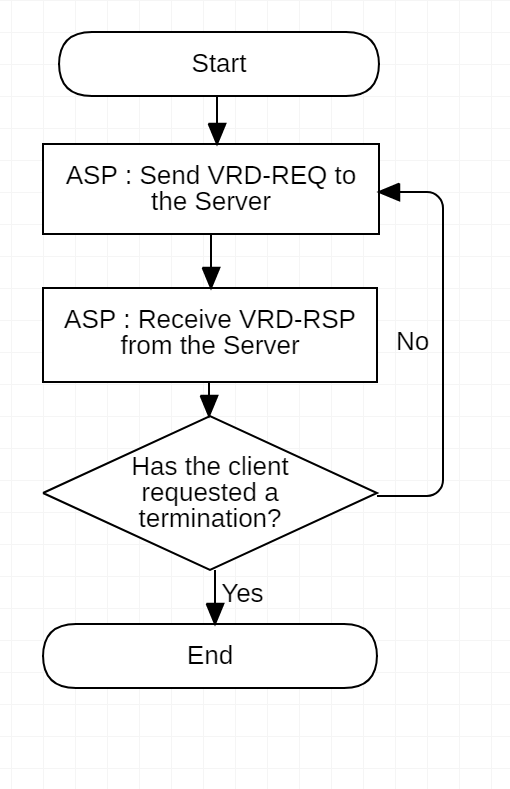 Start
ASP : Send VRD-REQ to
the Server
ASP : Receive VRD-RSP
from the Server
No
Has the client
requested a
termination?
Yes
End